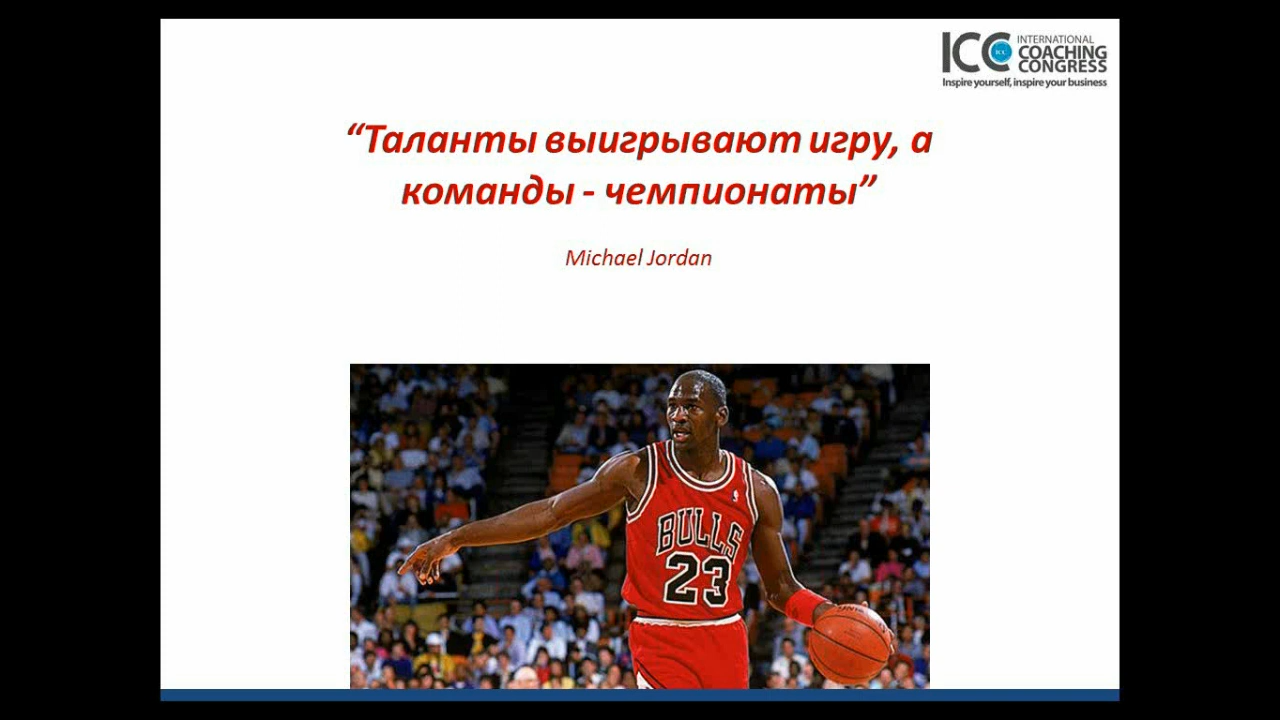 ICC
INTERNATIONAL
COACHING
CONGRESS
Inspire yourself, inspire your business
“Таланты выигрывают игру, а
команды - чемпионаты”
Michael Jordan
BULLS
23